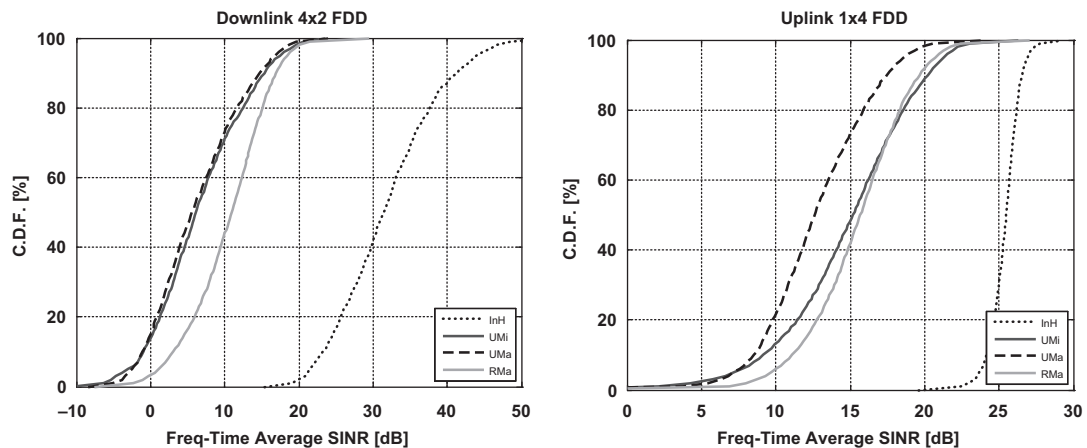 Downlink 4x2 FDD
C.D.F. [%]
100
80
60
40
20
0
–10
0
10
20
30
40
50
Freq-Time Average SINR [dB]
InH
UMi
UMa
RMa
Uplink 1x4 FDD
C.D.F. [%]
100
80
60
40
20
0
0
5
10
15
20
25
30
Freq-Time Average SINR [dB]
InH
UMi
UMa
RMa